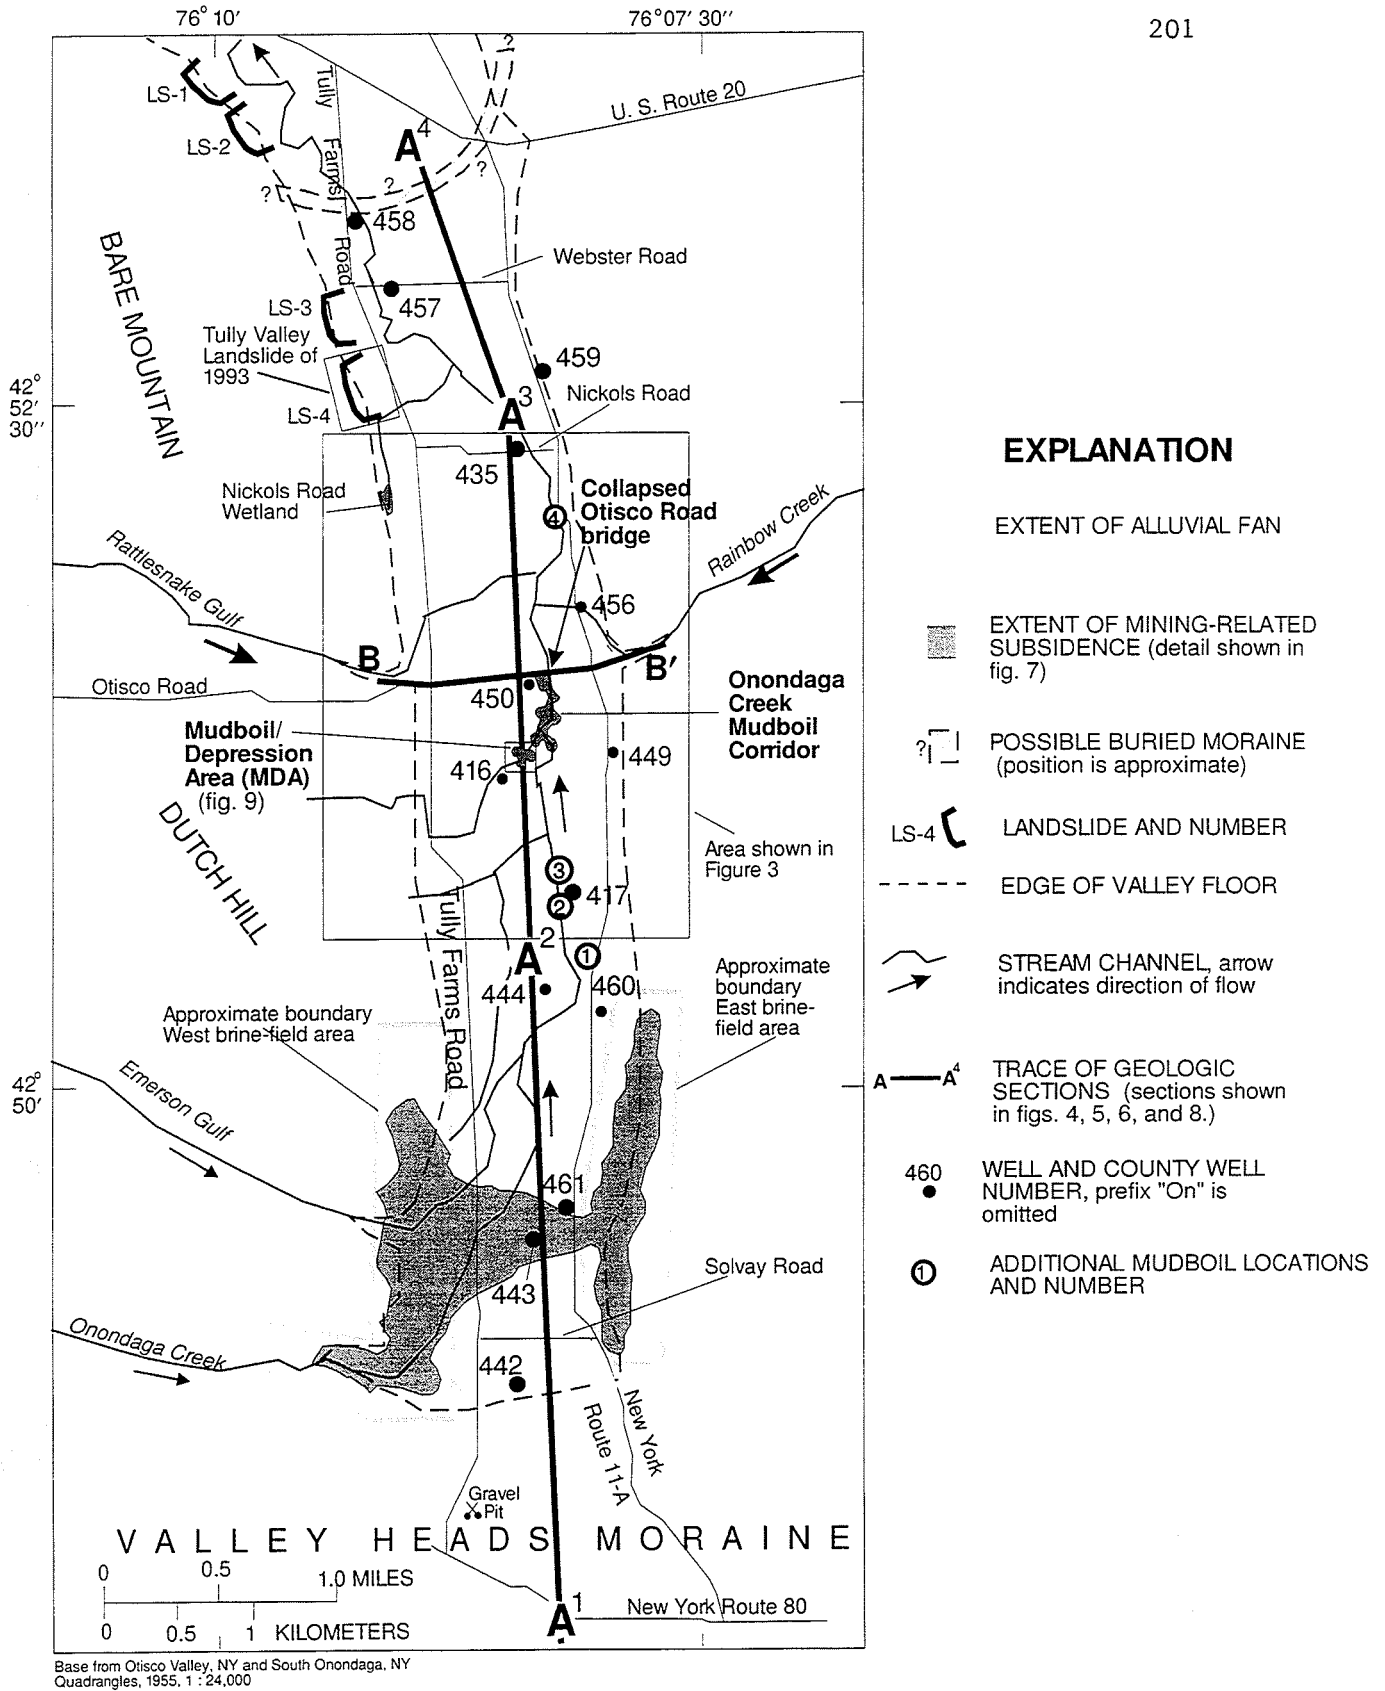 201
76° 10'
76°07' 30"
LS-1
LS-2
Tully
Farms
Road
U. S. Route 20
A4
?
?
?
?
458
BARE MOUNTAIN
Webster Road
457
LS-3
Tully Valley
Landslide of
1993
LS-4
459
42°
52'
30"
A3
Nickols Road
435
Nickols Road
Wetland
Collapsed
Otisco Road
bridge
4
Rainbow Creek
Rattlesnake Gulf
456
B
B'
Otisco Road
450
Onondaga
Creek
Mudboil
Corridor
Mudboil/
Depression
Area (MDA)
(fig. 9)
416
449
DUTCH HILL
Area shown in
Figure 3
3
417
2
Tully Farms Road
A2
1
444
460
Approximate
boundary
East brine-
field area
Approximate boundary
West brine-field area
42°
50'
Emerson Gulf
461
443
Solvay Road
Onondaga Creek
442
New York
Route 11-A
Gravel
Pit
VALLEY HEADS MORAINE
0 0.5 1.0 MILES
0 0.5 1 KILOMETERS
A1
New York Route 80
Base from Otisco Valley, NY and South Onondaga, NY
Quadrangles, 1955, 1 : 24,000
EXPLANATION
EXTENT OF ALLUVIAL FAN
EXTENT OF MINING-RELATED
SUBSIDENCE (detail shown in
fig. 7)
?
POSSIBLE BURIED MORAINE
(position is approximate)
LS-4
LANDSLIDE AND NUMBER
EDGE OF VALLEY FLOOR
STREAM CHANNEL, arrow
indicates direction of flow
A A4
TRACE OF GEOLOGIC
SECTIONS (sections shown
in figs. 4, 5, 6, and 8.)
460
WELL AND COUNTY WELL
NUMBER, prefix "On" is
omitted
1
ADDITIONAL MUDBOIL LOCATIONS
AND NUMBER